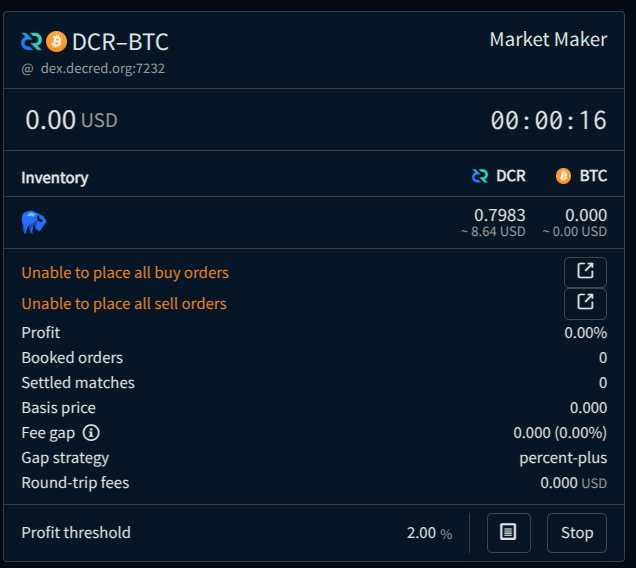 DCR–BTC Market Maker
@ dex.decred.org:7232
0.00 USD 00:00:16
Inventory DCR BTC
0.7983 0.000
~ 8.64 USD ~ 0.00 USD
Unable to place all buy orders
Unable to place all sell orders
Profit 0.00%
Booked orders 0
Settled matches 0
Basis price 0.000
Fee gap 0.000 (0.00%)
Gap strategy percent-plus
Round-trip fees 0.000 USD
Profit threshold 2.00 % Stop